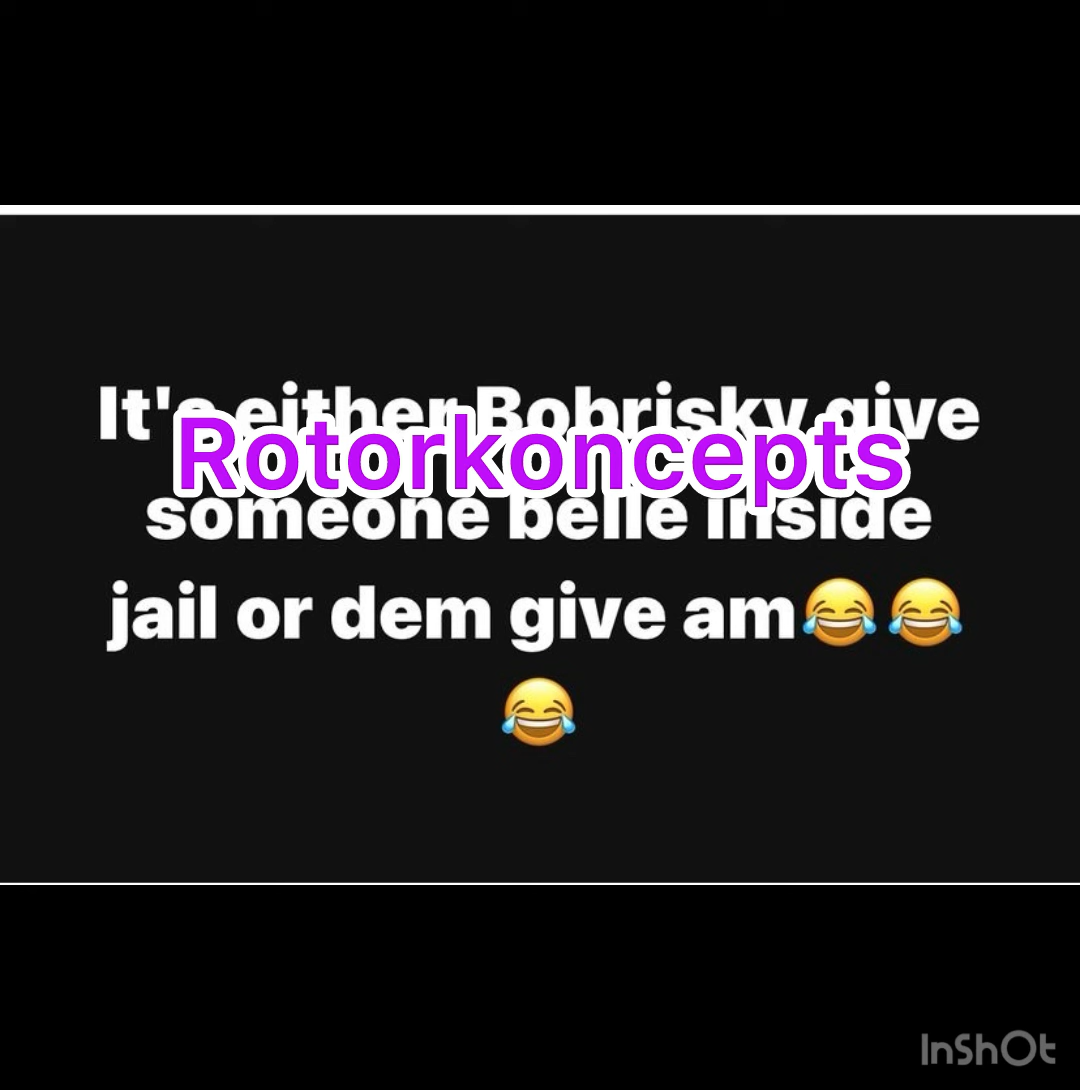 It's either Bobrisky give
Rotorkoncepts
someone belle inside
jail or dem give am😂😂
😂
InShOt